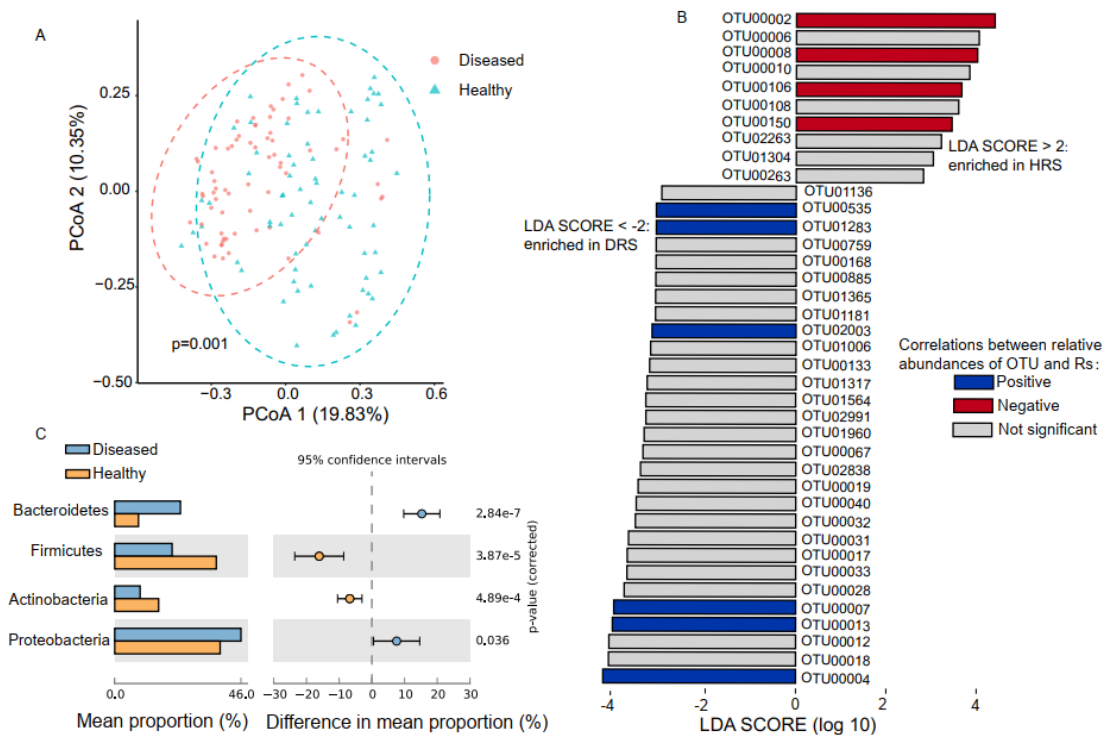 A
Diseased
Healthy
0.25
0.00
−0.25
−0.50
PCoA 2 (10.35%)
p=0.001
−0.3
0.0
0.3
0.6
PCoA 1 (19.83%)
B
OTU00002
OTU00006
OTU00008
OTU00010
OTU00106
OTU00108
OTU00150
OTU02263
OTU01304
OTU00263
LDA SCORE > 2:
enriched in HRS
OTU01136
OTU00535
OTU01283
OTU00759
OTU00168
OTU00885
OTU01365
OTU01181
OTU02003
OTU01006
OTU00133
OTU01317
OTU01564
OTU02991
OTU01960
OTU00067
OTU02838
OTU00019
OTU00040
OTU00032
OTU00031
OTU00017
OTU00033
OTU00028
OTU00007
OTU00013
OTU00012
OTU00018
OTU00004
LDA SCORE < -2:
enriched in DRS
Correlations between relative
abundances of OTU and Rs:
Positive
Negative
Not significant
-4
-2
0
2
4
LDA SCORE (log 10)
C
Diseased
Healthy
95% confidence intervals
Bacteroidetes
2.84e-7
Firmicutes
3.87e-5
Actinobacteria
4.89e-4
Proteobacteria
0.036
p-value (corrected)
0.0
46.0
Mean proportion (%)
−30
−20
−10
0
10
20
30
Difference in mean proportion (%)